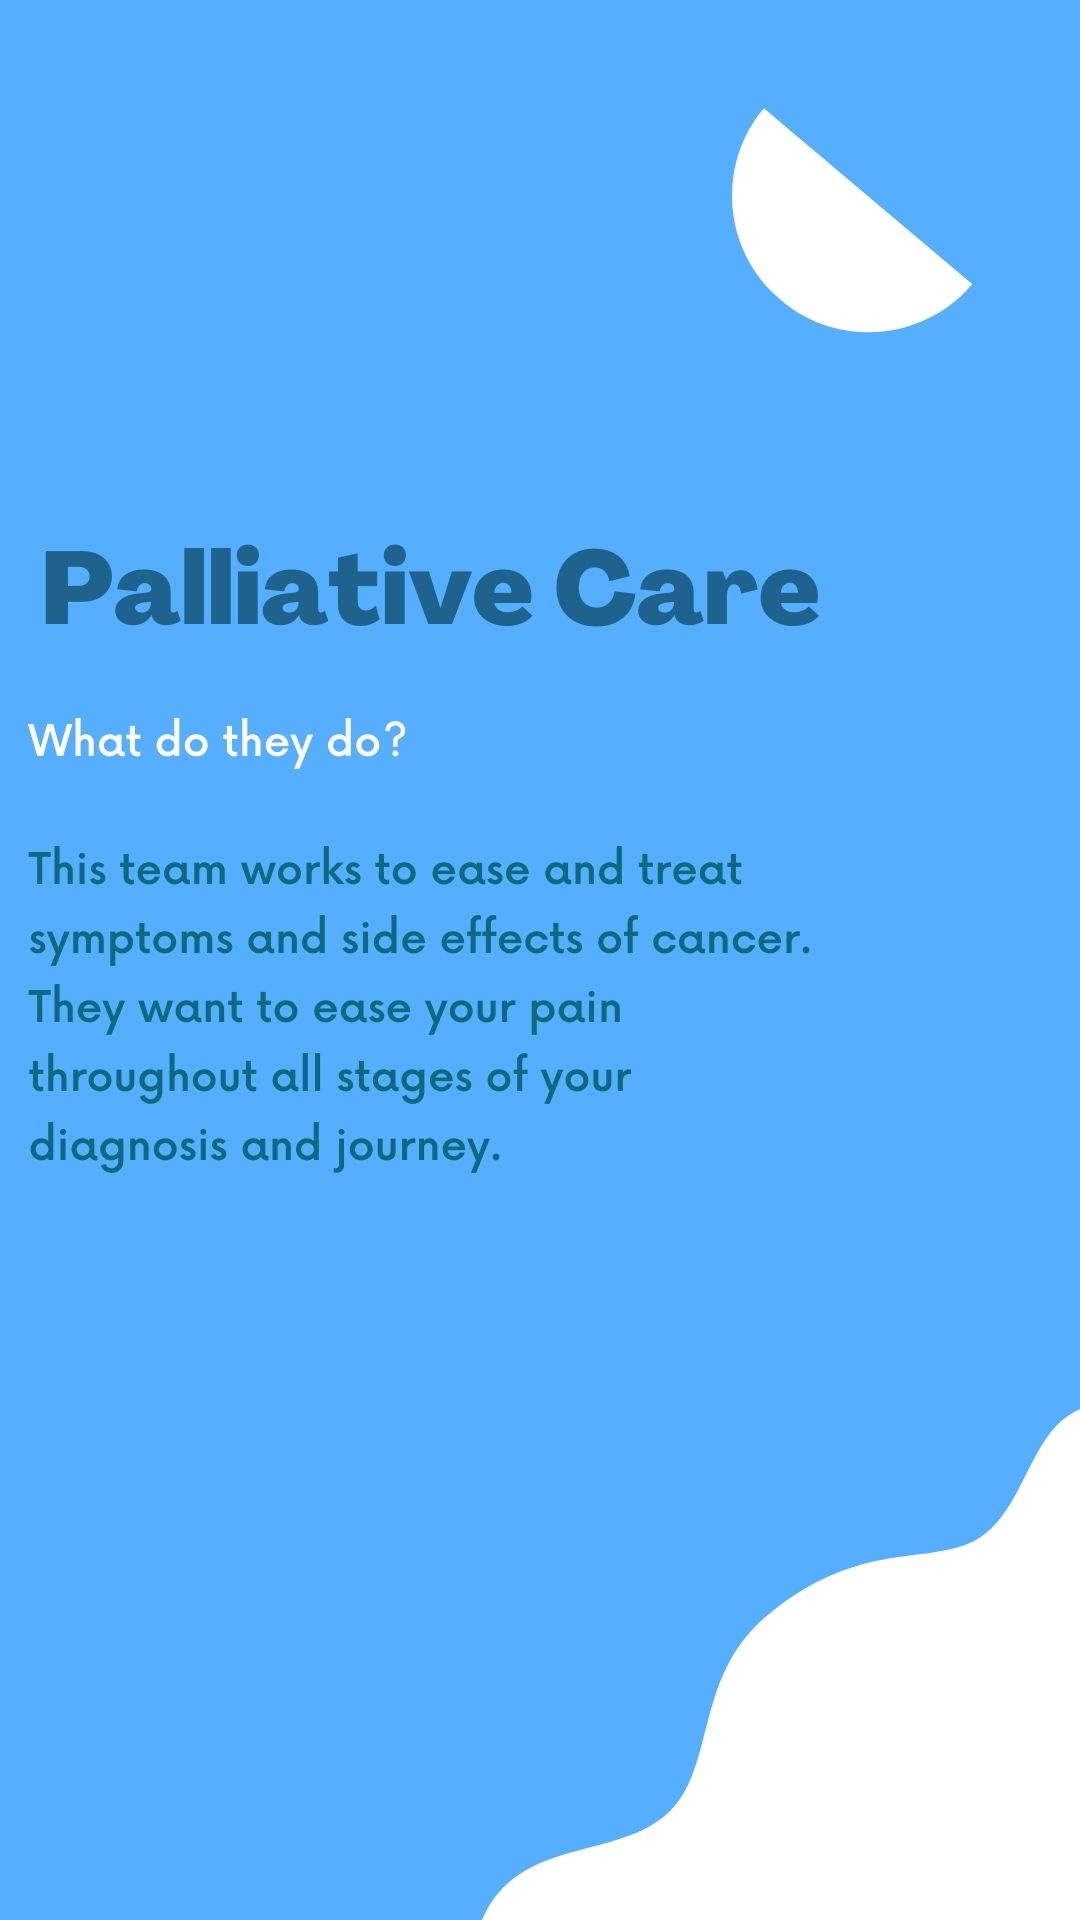 Palliative Care
What do they do?
This team works to ease and treat
symptoms and side effects of cancer.
They want to ease your pain
throughout all stages of your
diagnosis and journey.